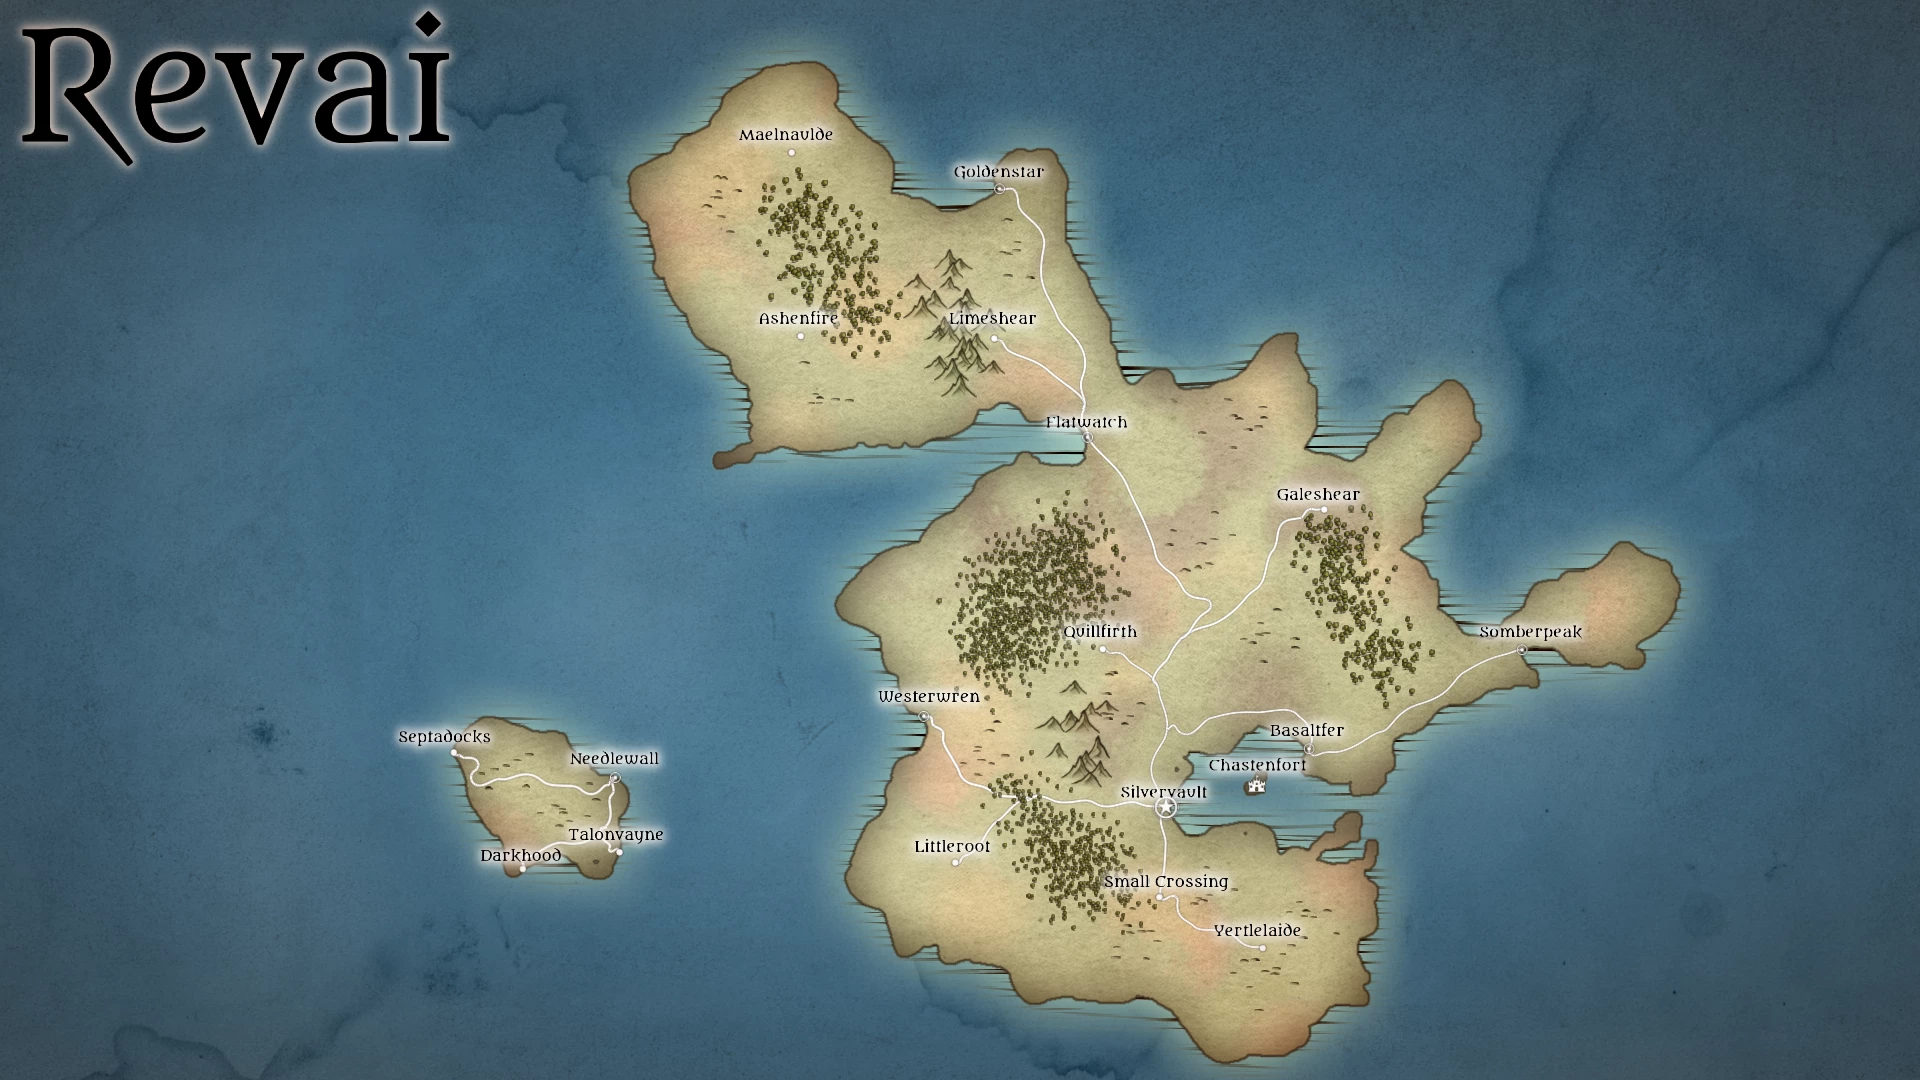 Revai
Maelnavlde
Goldenstar
Ashenfire
Limeshear
Flatwatch
Galeshear
Quillfirth
Somberpeak
Westerwren
Septadocks
Needlewall
Basaltfer
Chastenfort
Silvervault
Talonvayne
Darkhood
Littleroot
Small Crossing
Yertlelaide